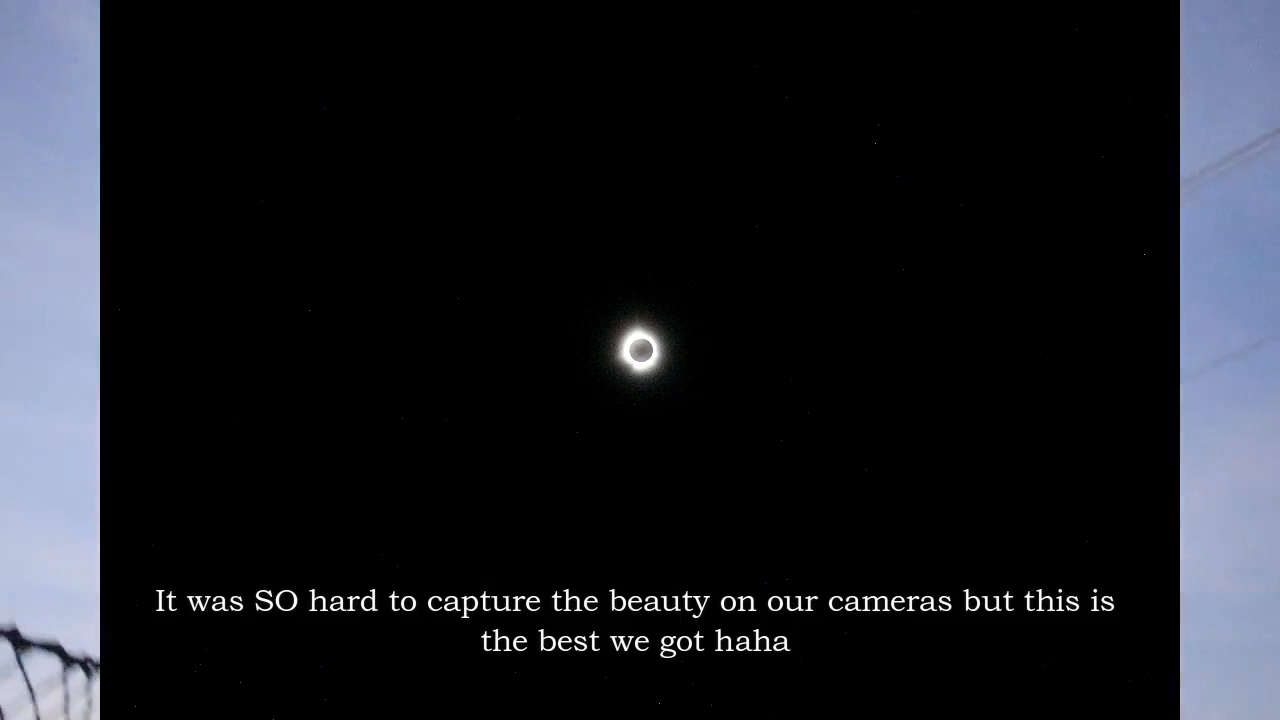 It was SO hard to capture the beauty on our cameras but this is
the best we got haha